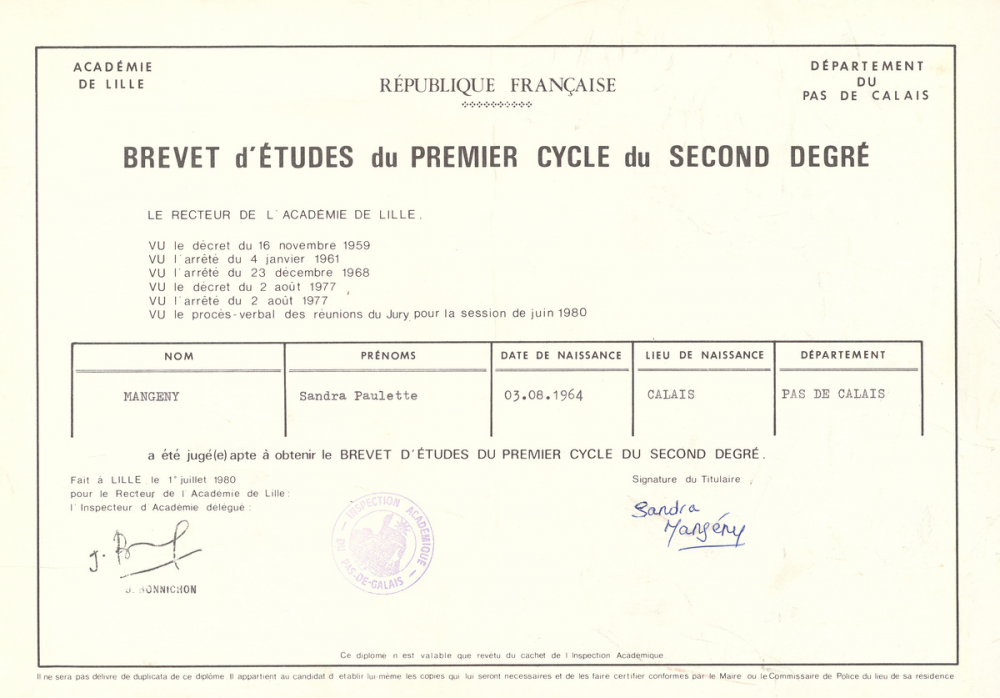 ACADÉMIE
DE LILLE
RÉPUBLIQUE FRANÇAISE
DÉPARTEMENT
DU
PAS DE CALAIS
BREVET d'ÉTUDES du PREMIER CYCLE du SECOND DEGRÉ
LE RECTEUR DE L'ACADÉMIE DE LILLE,
VU le décret du 16 novembre 1959
VU l'arrêté du 4 janvier 1961
VU l'arrêté du 23 décembre 1968
VU le décret du 2 août 1977
VU l'arrêté du 2 août 1977
VU le procès-verbal des réunions du Jury pour la session de juin 1980
NOM PRÉNOMS DATE DE NAISSANCE LIEU DE NAISSANCE DÉPARTEMENT
MANGENY Sandra Paulette 03.08.1964 CALAIS PAS DE CALAIS
a été jugé(e) apte à obtenir le BREVET D'ÉTUDES DU PREMIER CYCLE DU SECOND DEGRÉ.
Fait à LILLE le 1er juillet 1980
pour le Recteur de l'Académie de Lille:
l'Inspecteur d'Académie délégué:
Signature du Titulaire
Sandra
Mangény
J. BONNICHON
INSPECTION ACADÉMIQUE
DU PAS-DE-CALAIS
Ce diplôme n'est valable que revêtu du cachet de l'Inspection Académique
Il ne sera pas délivré de duplicata de ce diplôme. Il appartient au candidat d'établir lui-même les copies qui lui seront nécessaires et de les faire certifier conformes par le Maire ou le Commissaire de Police du lieu de sa résidence